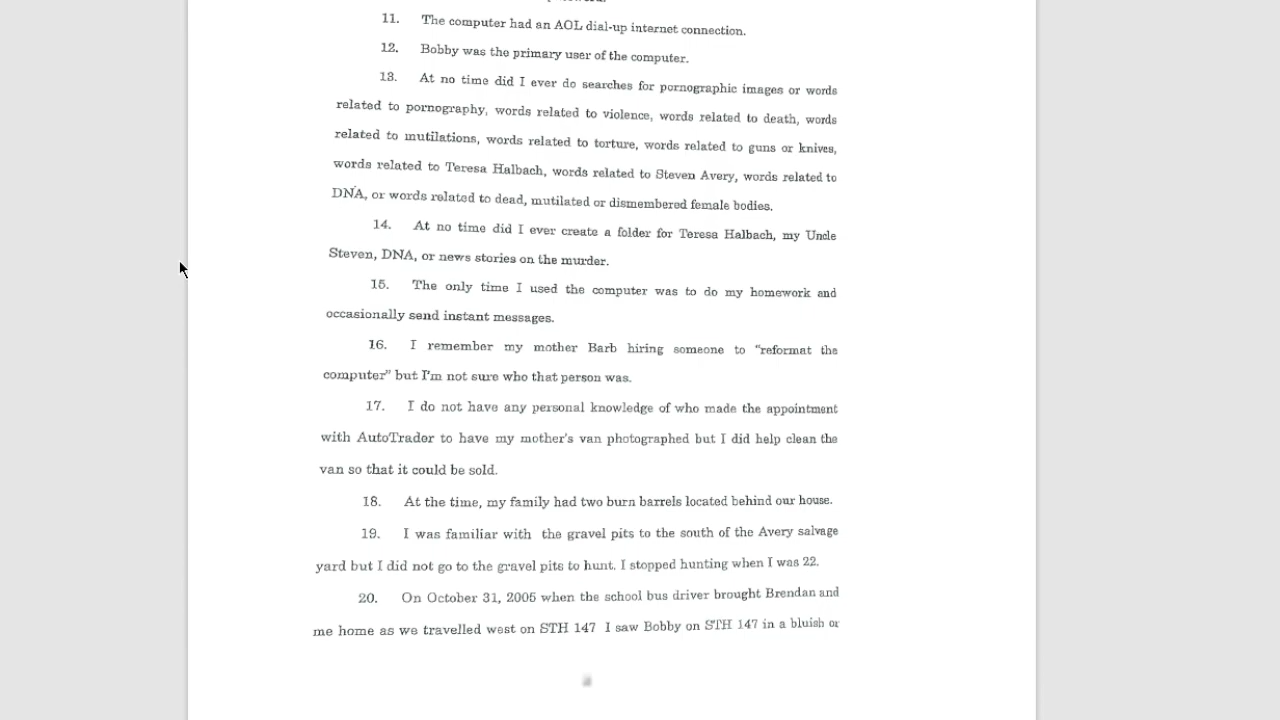 11. The computer had an AOL dial-up internet connection.
12. Bobby was the primary user of the computer.
13. At no time did I ever do searches for pornographic images or words
related to pornography, words related to violence, words related to death, words
related to mutilations, words related to torture, words related to guns or knives,
words related to Teresa Halbach, words related to Steven Avery, words related to
DNA, or words related to dead, mutilated or dismembered female bodies.
14. At no time did I ever create a folder for Teresa Halbach, my Uncle
Steven, DNA, or news stories on the murder.
15. The only time I used the computer was to do my homework and
occasionally send instant messages.
16. I remember my mother Barb hiring someone to “reformat the
computer” but I'm not sure who that person was.
17. I do not have any personal knowledge of who made the appointment
with AutoTrader to have my mother's van photographed but I did help clean the
van so that it could be sold.
18. At the time, my family had two burn barrels located behind our house.
19. I was familiar with the gravel pits to the south of the Avery salvage
yard but I did not go to the gravel pits to hunt. I stopped hunting when I was 22.
20. On October 31, 2005 when the school bus driver brought Brendan and
me home as we travelled west on STH 147 I saw Bobby on STH 147 in a bluish or